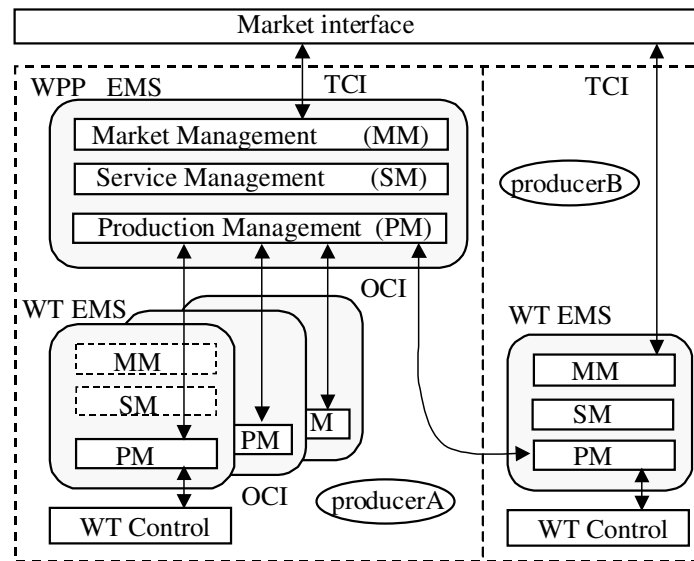 Market interface
WPP EMS
TCI
TCI
Market Management (MM)
Service Management (SM)
Production Management (PM)
producerB
OCI
WT EMS
WT EMS
MM
SM
PM
PM
M
MM
SM
PM
OCI
producerA
WT Control
WT Control